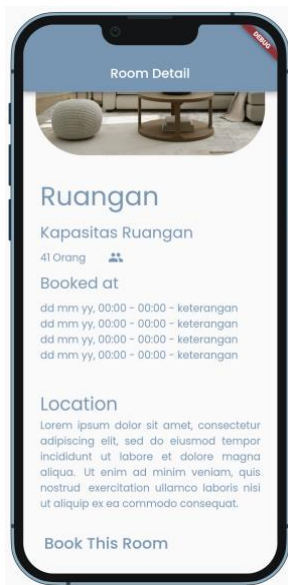 DEBUG
Room Detail
Ruangan
Kapasitas Ruangan
41 Orang
Booked at
dd mm yy, 00:00 - 00:00 - keterangan
dd mm yy, 00:00 - 00:00 - keterangan
dd mm yy, 00:00 - 00:00 - keterangan
dd mm yy, 00:00 - 00:00 - keterangan
Location
Lorem ipsum dolor sit amet, consectetur
adipiscing elit, sed do eiusmod tempor
incididunt ut labore et dolore magna
aliqua. Ut enim ad minim veniam, quis
nostrud exercitation ullamco laboris nisi
ut aliquip ex ea commodo consequat.
Book This Room